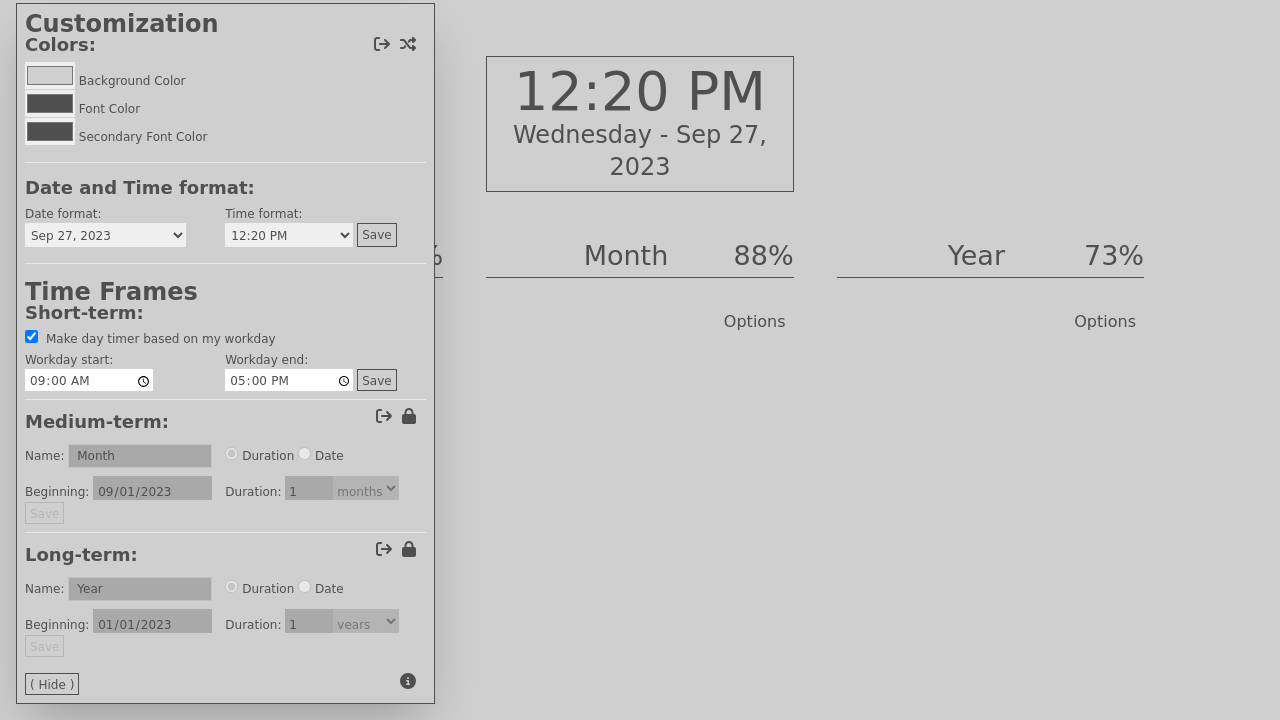 Customization
Colors:
Background Color
Font Color
Secondary Font Color
Date and Time format:
Date format:
Time format:
Sep 27, 2023
12:20 PM
Save
Time Frames
Short-term:
Make day timer based on my workday
Workday start:
Workday end:
09:00 AM
05:00 PM
Save
Medium-term:
Name:
Month
Duration
Date
Beginning:
09/01/2023
Duration:
1
months
Save
Long-term:
Name:
Year
Duration
Date
Beginning:
01/01/2023
Duration:
1
years
Save
( Hide )
12:20 PM
Wednesday - Sep 27,
2023
%
Month
88%
Options
Year
73%
Options